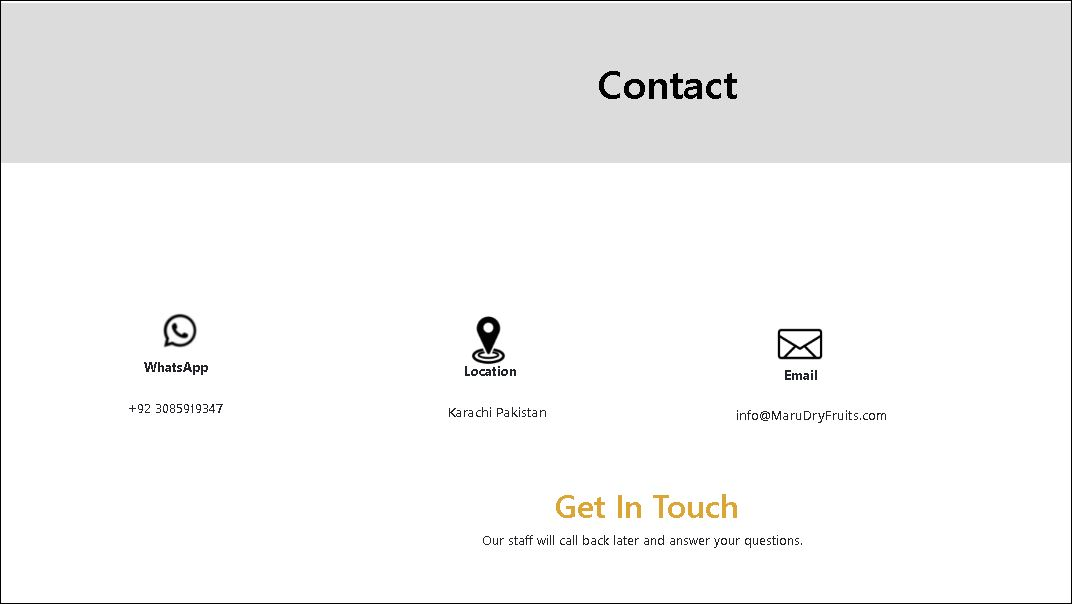 Contact
WhatsApp
Location
Email
+92 3085919347
Karachi Pakistan
info@MaruDryFruits.com
Get In Touch
Our staff will call back later and answer your questions.